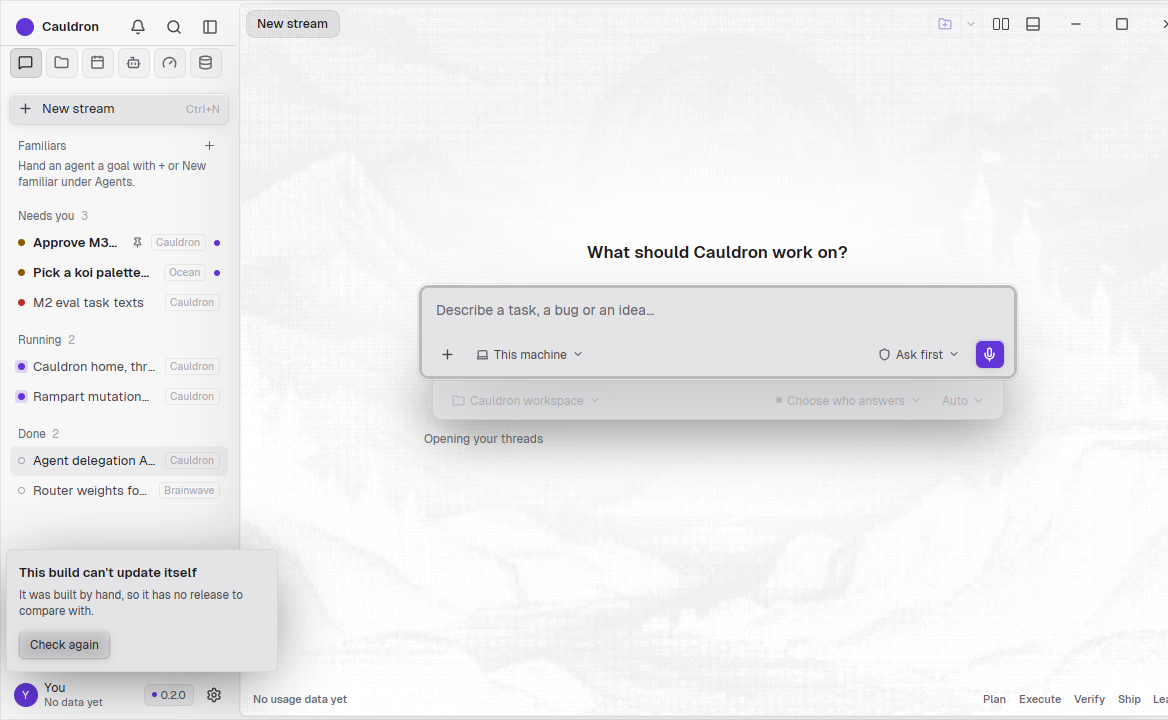 Cauldron
New stream
New stream Ctrl+N
Familiars
Hand an agent a goal with + or New
familiar under Agents.
Needs you 3
Approve M3... Cauldron
Pick a koi palette... Ocean
M2 eval task texts Cauldron
Running 2
Cauldron home, thr... Cauldron
Rampart mutation... Cauldron
Done 2
Agent delegation A... Cauldron
Router weights fo... Brainwave
This build can't update itself
It was built by hand, so it has no release to
compare with.
Check again
Y
You
No data yet
0.2.0
What should Cauldron work on?
Describe a task, a bug or an idea...
This machine
Ask first
Cauldron workspace
Choose who answers
Auto
Opening your threads
No usage data yet
Plan Execute Verify Ship Lea